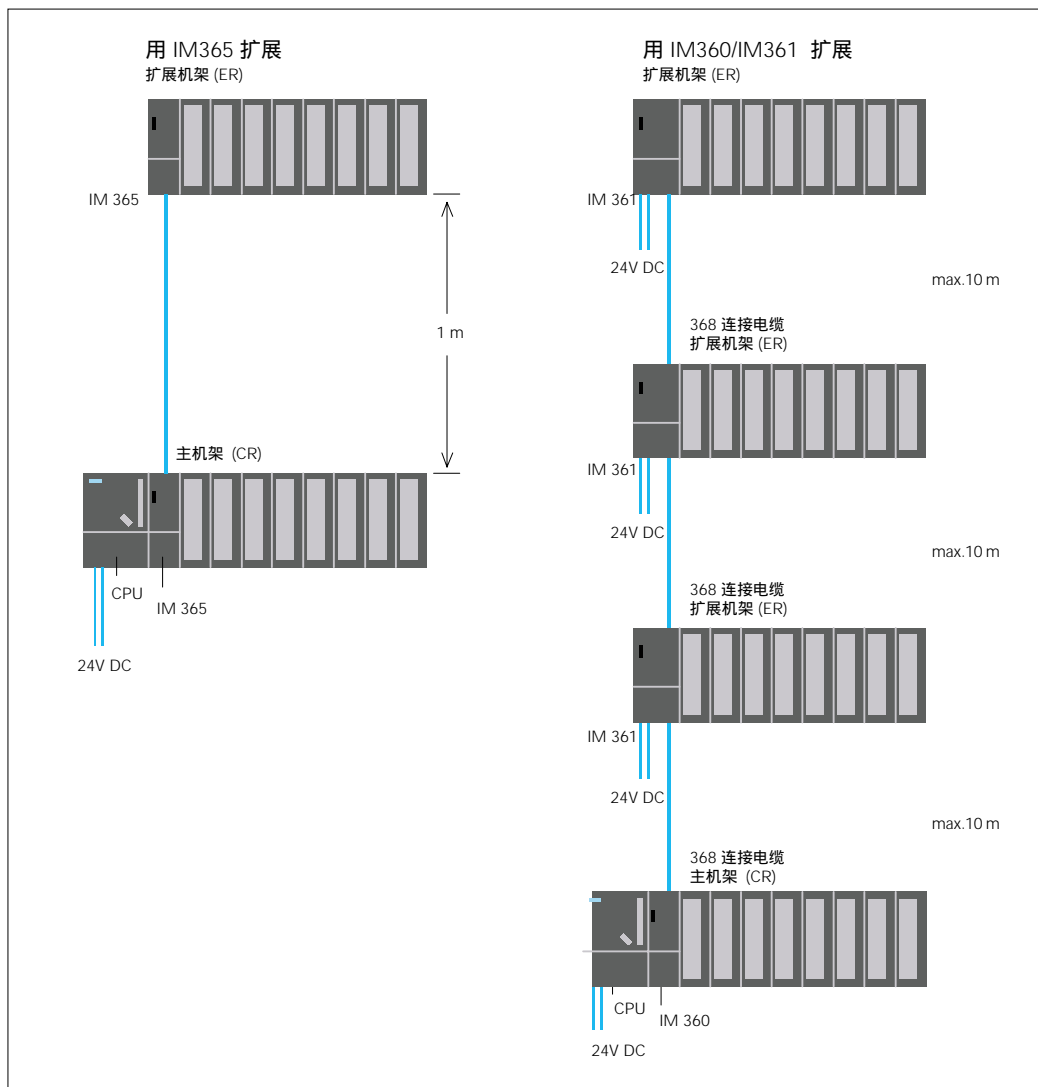 用 IM365 扩展
扩展机架 (ER)
IM 365
1 m
主机架 (CR)
CPU
IM 365
24V DC
用 IM360/IM361 扩展
扩展机架 (ER)
IM 361
24V DC
max.10 m
368 连接电缆
扩展机架 (ER)
IM 361
24V DC
max.10 m
368 连接电缆
扩展机架 (ER)
IM 361
24V DC
max.10 m
368 连接电缆
主机架 (CR)
CPU
IM 360
24V DC